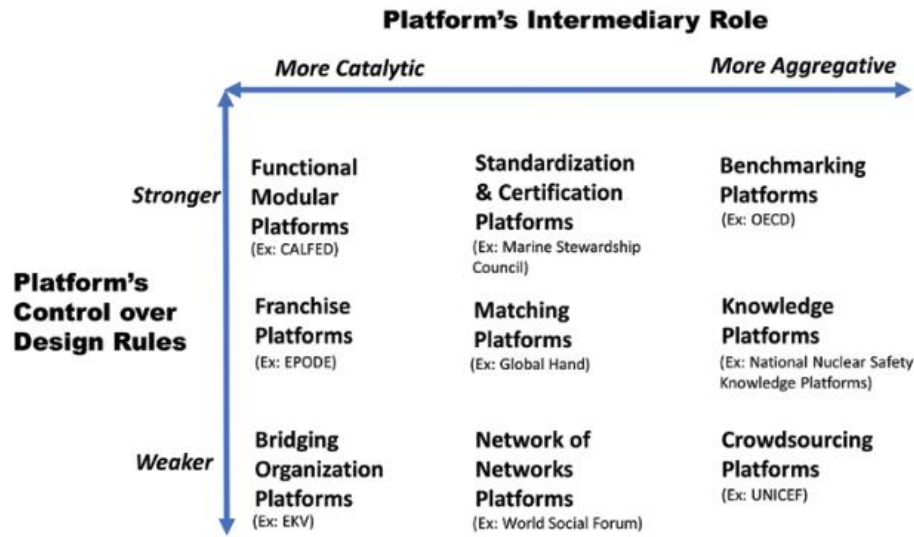 Platform's Intermediary Role
More Catalytic
More Aggregative
Stronger
Weaker
Platform's
Control over
Design Rules
Functional
Modular
Platforms
(Ex: CALFED)
Standardization
& Certification
Platforms
(Ex: Marine Stewardship
Council)
Benchmarking
Platforms
(Ex: OECD)
Franchise
Platforms
(Ex: EPODE)
Matching
Platforms
(Ex: Global Hand)
Knowledge
Platforms
(Ex: National Nuclear Safety
Knowledge Platforms)
Bridging
Organization
Platforms
(Ex: EKV)
Network of
Networks
Platforms
(Ex: World Social Forum)
Crowdsourcing
Platforms
(Ex: UNICEF)